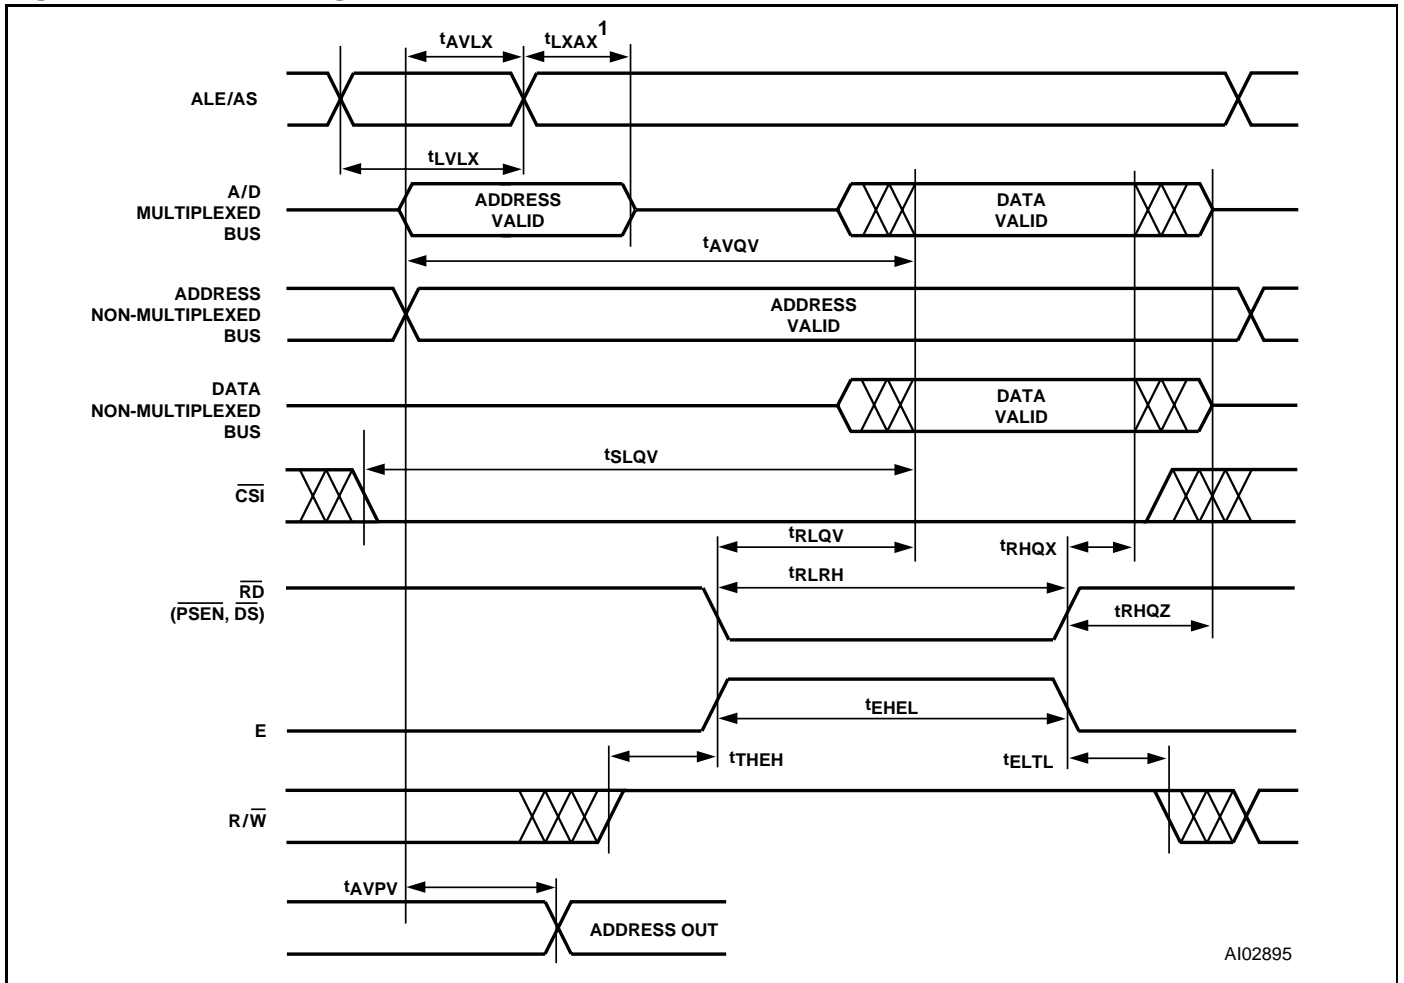 tAVLX
tLXAX1
ALE/AS
tLVLX
A/D
MULTIPLEXED
BUS
ADDRESS
VALID
DATA
VALID
tAVQV
ADDRESS
NON-MULTIPLEXED
BUS
ADDRESS
VALID
DATA
NON-MULTIPLEXED
BUS
DATA
VALID
tSLQV
CSI
tRLQV
tRHQX
tRLRH
RD
(PSEN, DS)
tRHQZ
tEHEL
E
tTHEH
tELTL
R/W
tAVPV
ADDRESS OUT
AI02895